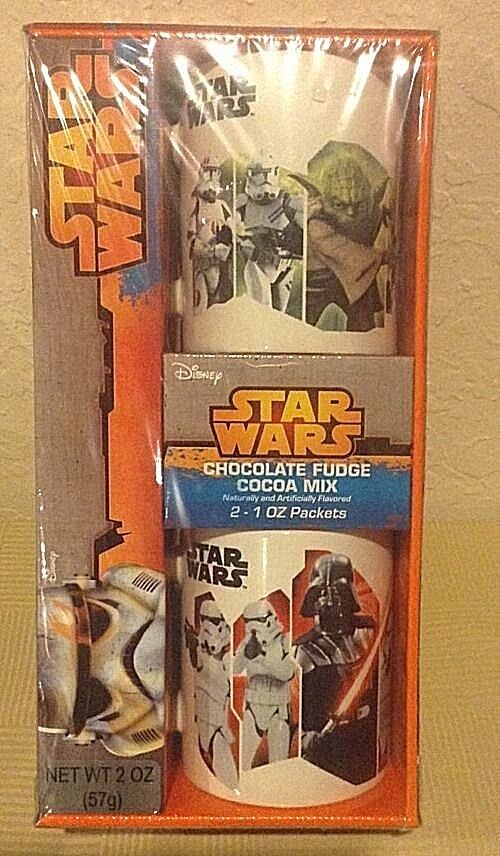 STAR
WARS
STAR
WARS
Disney
STAR
WARS
CHOCOLATE FUDGE
COCOA MIX
Naturally and Artificially Flavored
2 - 1 OZ Packets
STAR
WARS
Disney
NET WT 2 OZ
(57g)